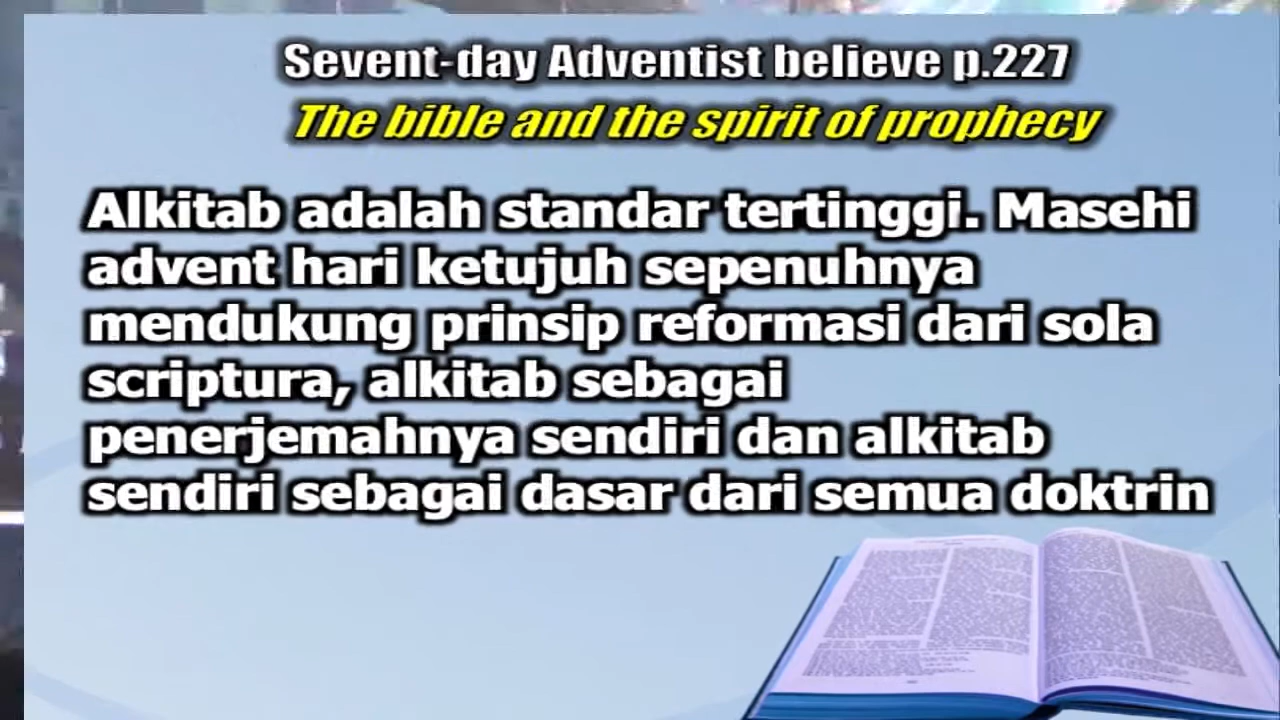 Sevent-day Adventist believe p.227
The bible and the spirit of prophecy
Alkitab adalah standar tertinggi. Masehi
advent hari ketujuh sepenuhnya
mendukung prinsip reformasi dari sola
scriptura, alkitab sebagai
penerjemahnya sendiri dan alkitab
sendiri sebagai dasar dari semua doktrin